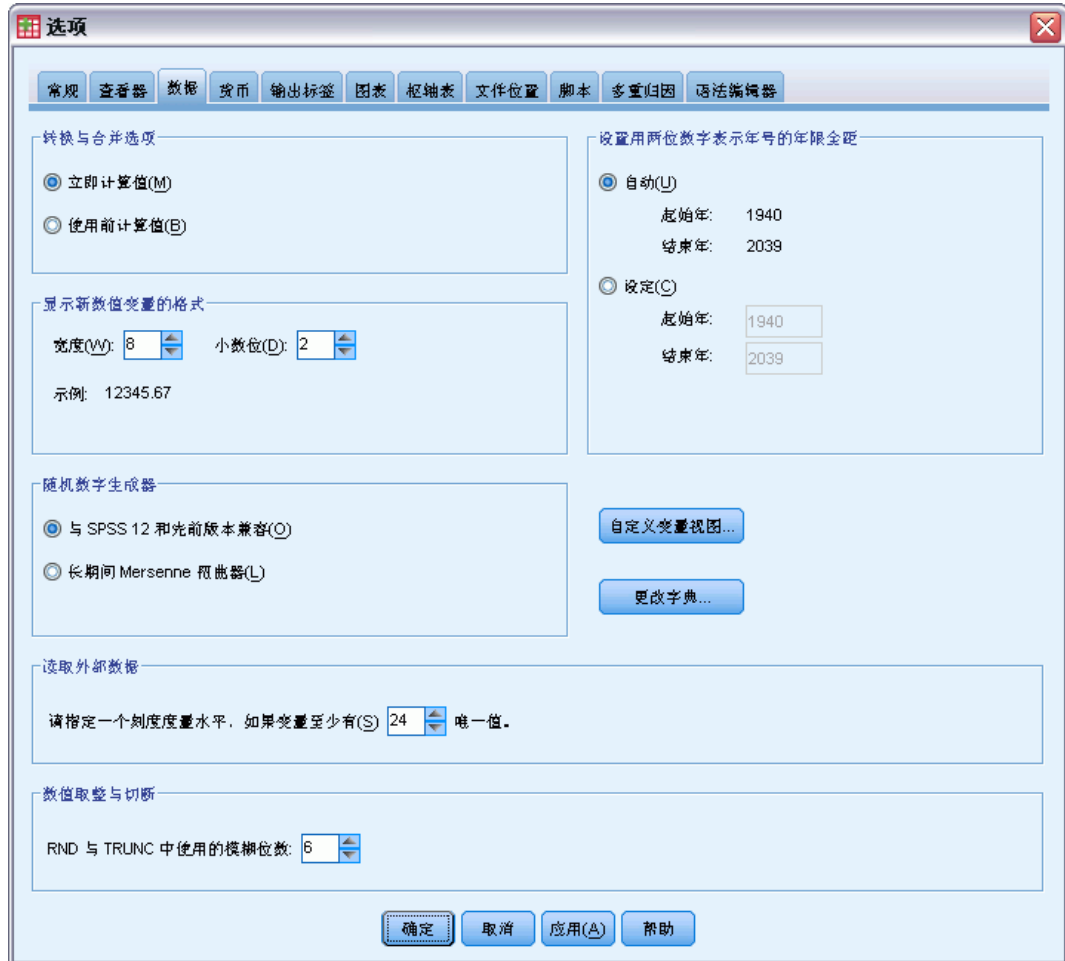 选项
常规 查看器 数据 货币 输出标签 图表 枢轴表 文件位置 脚本 多重归因 语法编辑器
转换与合并选项
立即计算值(M)
使用前计算值(B)
显示新数值变量的格式
宽度(W): 8 小数位(D): 2
示例: 12345.67
设置用两位数字表示年号的年限全距
自动(U)
起始年: 1940
结束年: 2039
设定(C)
起始年: 1940
结束年: 2039
随机数字生成器
与 SPSS 12 和先前版本兼容(O)
长期间 Mersenne 扭曲器(L)
自定义变量视图...
更改字典...
读取外部数据
请指定一个刻度度量水平，如果变量至少有(S) 24 唯一值。
数值取整与切断
RND 与 TRUNC 中使用的模糊位数: 6
确定 取消 应用(A) 帮助